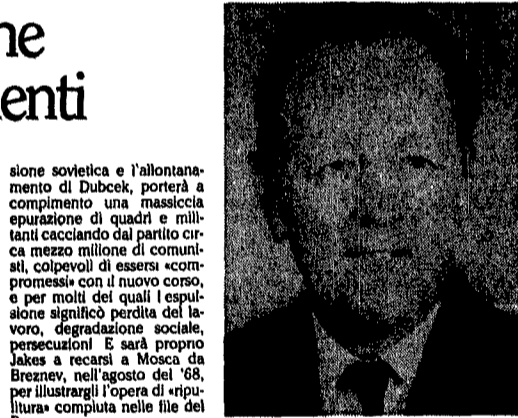 ne
enti
sione sovietica e l'allontana-
mento di Dubcek, porterà a
compimento una massiccia
epurazione di quadri e mili-
tanti cacciando dal partito cir-
ca mezzo milione di comuni-
sti, colpevoli di essersi «com-
promessi» con il nuovo corso,
e per molti dei quali l espul-
sione significò perdita del la-
voro, degradazione sociale,
persecuzioni E sarà proprio
Jakes a recarsi a Mosca da
Breznev, nell'agosto del '68,
per illustrargli l'opera di «ripu-
litura» compiuta nelle file del